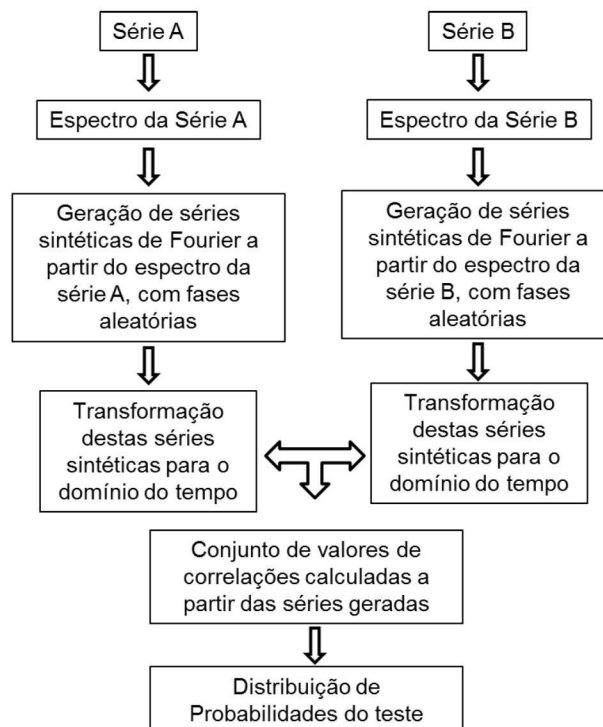 Série A
Série B
Espectro da Série A
Espectro da Série B
Geração de séries
sintéticas de Fourier a
partir do espectro da
série A, com fases
aleatórias
Geração de séries
sintéticas de Fourier a
partir do espectro da
série B, com fases
aleatórias
Transformação
destas séries
sintéticas para o
domínio do tempo
Transformação
destas séries
sintéticas para o
domínio do tempo
Conjunto de valores de
correlações calculadas a
partir das séries geradas
Distribuição de
Probabilidades do teste